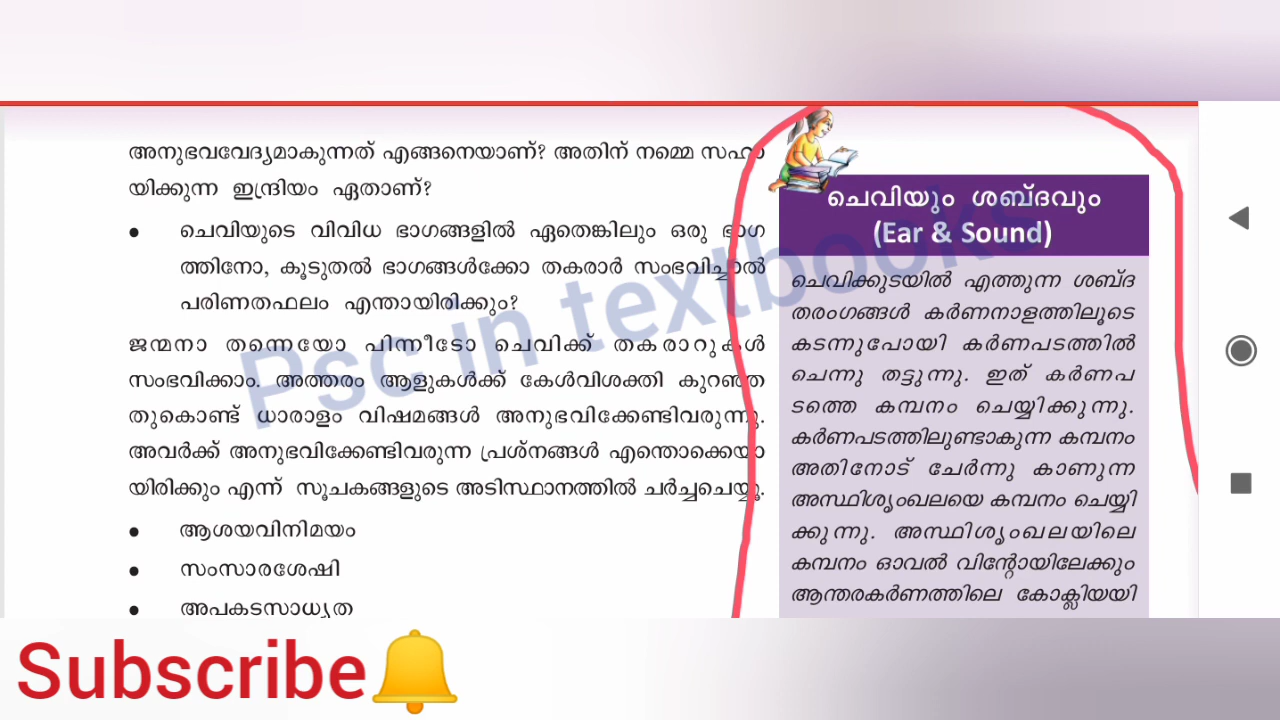 അനുഭവവേദ്യമാകുന്നത് എങ്ങനെയാണ്? അതിന് നമ്മെ സഹാ
യിക്കുന്ന ഇന്ദ്രിയം ഏതാണ്?
● ചെവിയുടെ വിവിധ ഭാഗങ്ങളിൽ ഏതെങ്കിലും ഒരു ഭാഗ
ത്തിനോ, കൂടുതൽ ഭാഗങ്ങൾക്കോ തകരാർ സംഭവിച്ചാൽ
പരിണതഫലം എന്തായിരിക്കും?
ജന്മനാ തന്നെയോ പിന്നീടോ ചെവിക്ക് തകരാറുകൾ
സംഭവിക്കാം. അത്തരം ആളുകൾക്ക് കേൾവിശക്തി കുറഞ്ഞ
തുകൊണ്ട് ധാരാളം വിഷമങ്ങൾ അനുഭവിക്കേണ്ടിവരുന്നു.
അവർക്ക് അനുഭവിക്കേണ്ടിവരുന്ന പ്രശ്നങ്ങൾ എന്തൊക്കെയാ
യിരിക്കും എന്ന് സൂചകങ്ങളുടെ അടിസ്ഥാനത്തിൽ ചർച്ചചെയ്യൂ.
● ആശയവിനിമയം
● സംസാരശേഷി
● അപകടസാധ്യത
ചെവിയും ശബ്ദവും
(Ear & Sound)
ചെവിക്കുടയിൽ എത്തുന്ന ശബ്ദ
തരംഗങ്ങൾ കർണനാളത്തിലൂടെ
കടന്നുപോയി കർണപടത്തിൽ
ചെന്നു തട്ടുന്നു. ഇത് കർണപ
ടത്തെ കമ്പനം ചെയ്യിക്കുന്നു.
കർണപടത്തിലുണ്ടാകുന്ന കമ്പനം
അതിനോട് ചേർന്നു കാണുന്ന
അസ്ഥിശൃംഖലയെ കമ്പനം ചെയ്യി
ക്കുന്നു. അസ്ഥിശൃംഖലയിലെ
കമ്പനം ഓവൽ വിന്റോയിലേക്കും
ആന്തരകർണത്തിലെ കോക്ലിയയി
Psc in textbooks
Subscribe